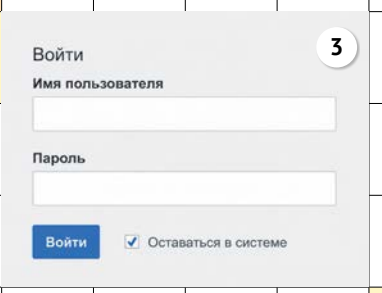 3
Войти
Имя пользователя
Пароль
Войти
Оставаться в системе